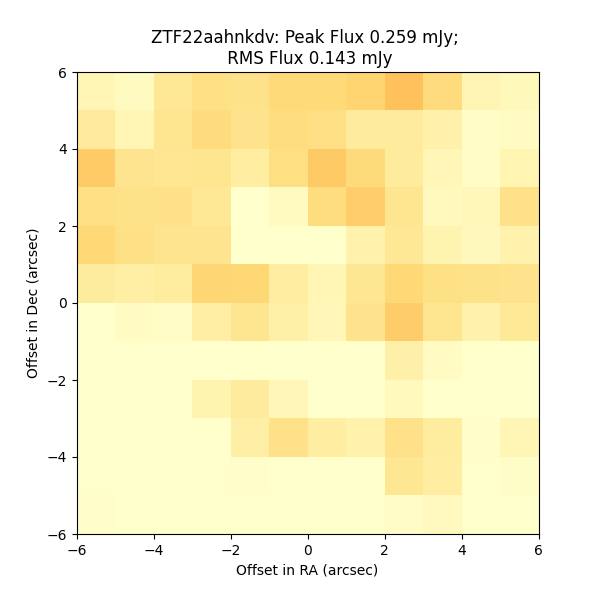 ZTF22aahnkdv: Peak Flux 0.259 mJy;
RMS Flux 0.143 mJy
6
4
2
0
−2
−4
−6
Offset in Dec (arcsec)
−6 −4 −2 0 2 4 6
Offset in RA (arcsec)